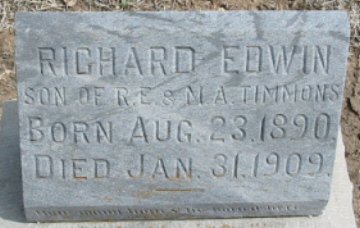 RICHARD EDWIN
SON OF R.E. & M.A. TIMMONS
BORN AUG. 23. 1890.
DIED JAN. 31. 1909.